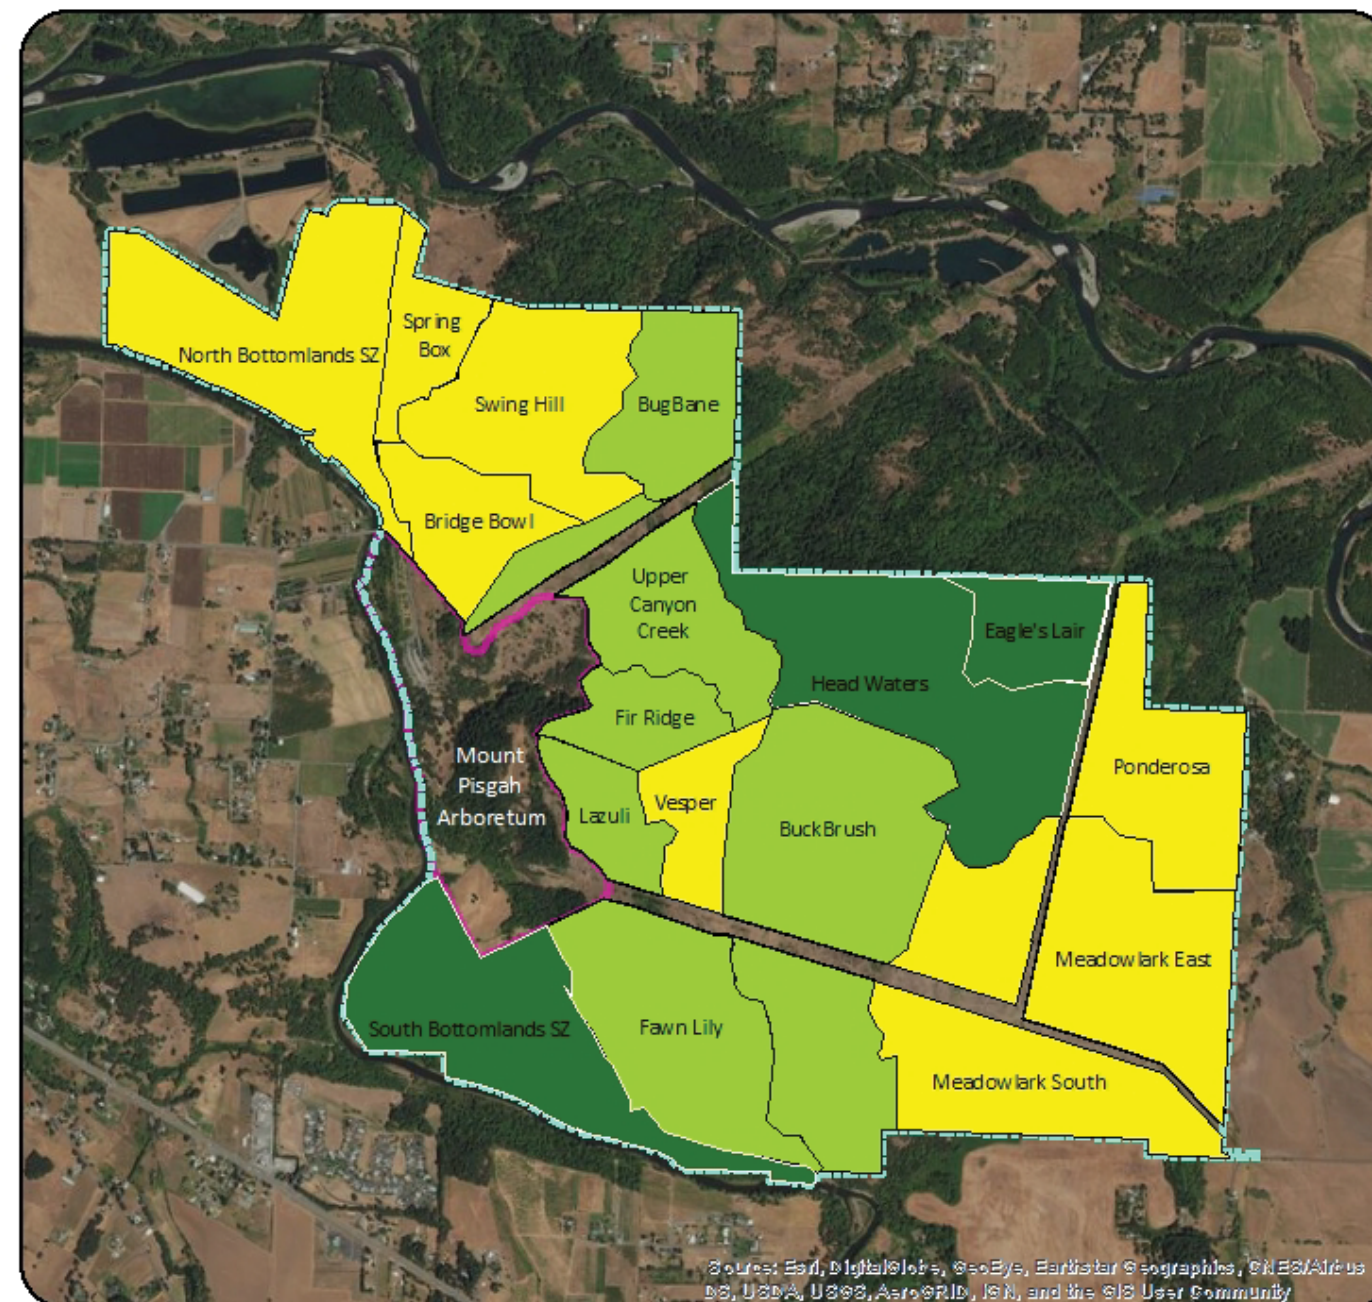 Spring
Box
North Bottomlands SZ
Swing Hill
BugBane
Bridge Bowl
Upper
Canyon
Creek
Eagle's Lair
Head Waters
Fir Ridge
Mount
Pisgah
Arboretum
Ponderosa
Vesper
Lazuli
BuckBrush
Meadowlark East
South Bottomlands SZ
Fawn Lily
Meadowlark South
Source: Esri, DigitalGlobe, GeoEye, Earthstar Geographics, CNES/Airbus
DS, USDA, USGS, AeroGRID, IGN, and the GIS User Community